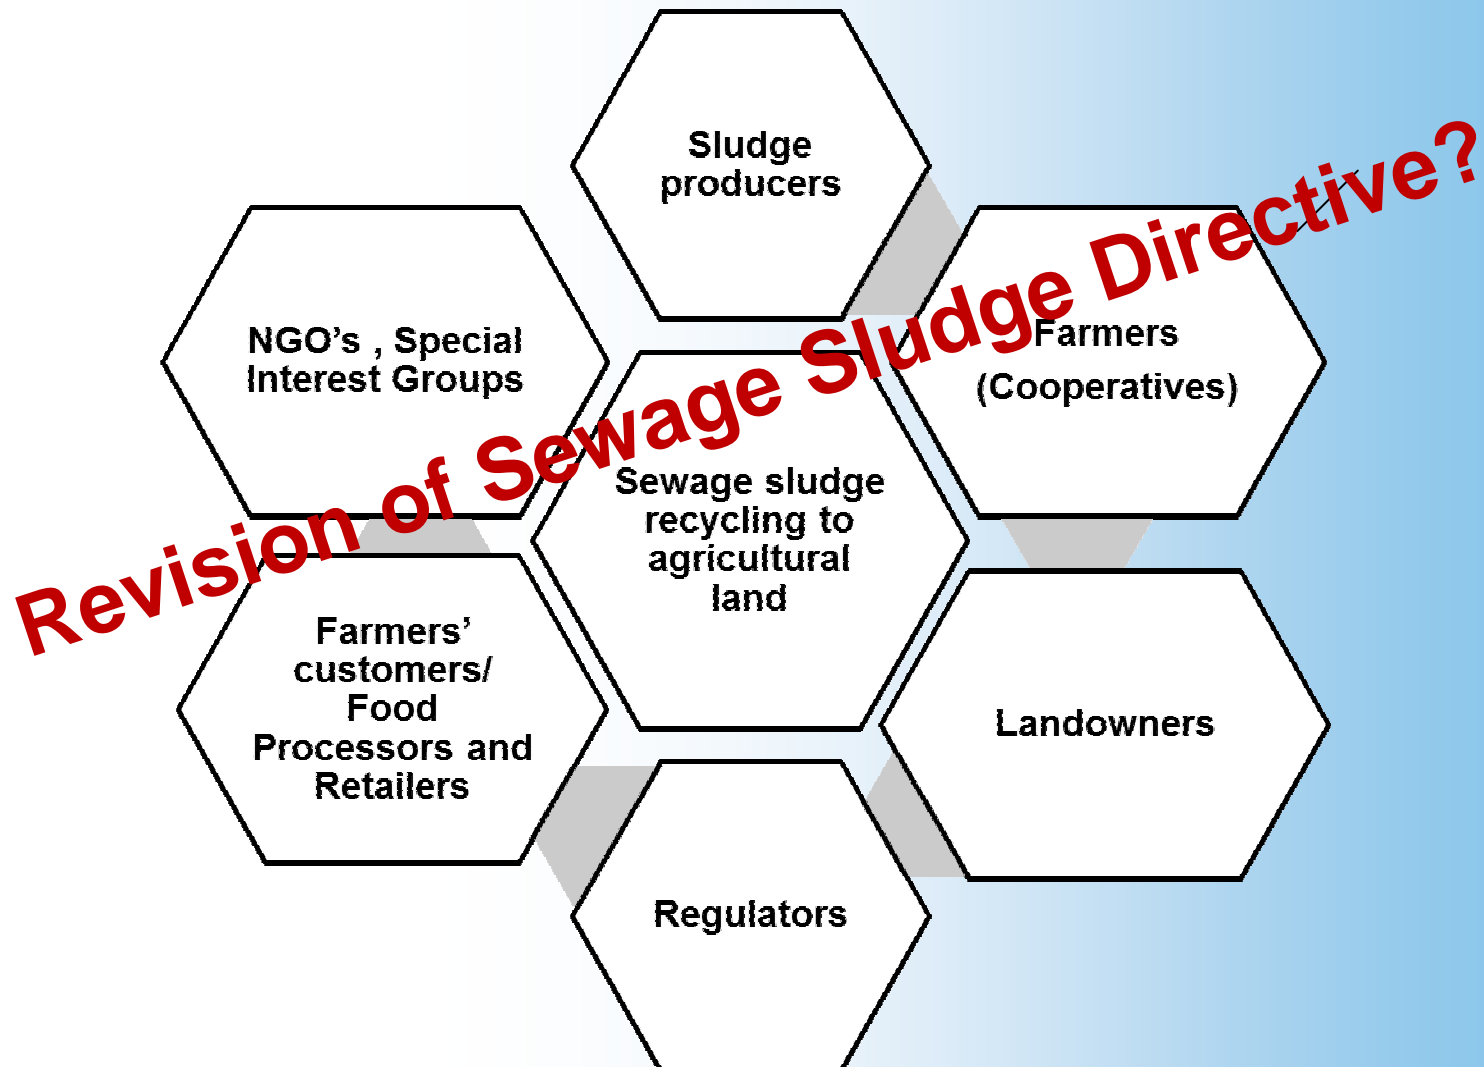 Sludge
producers
NGO’s , Special
Interest Groups
Farmers
(Cooperatives)
Revision of Sewage Sludge Directive?
Sewage sludge
recycling to
agricultural
land
Farmers’
customers/
Food
Processors and
Retailers
Landowners
Regulators